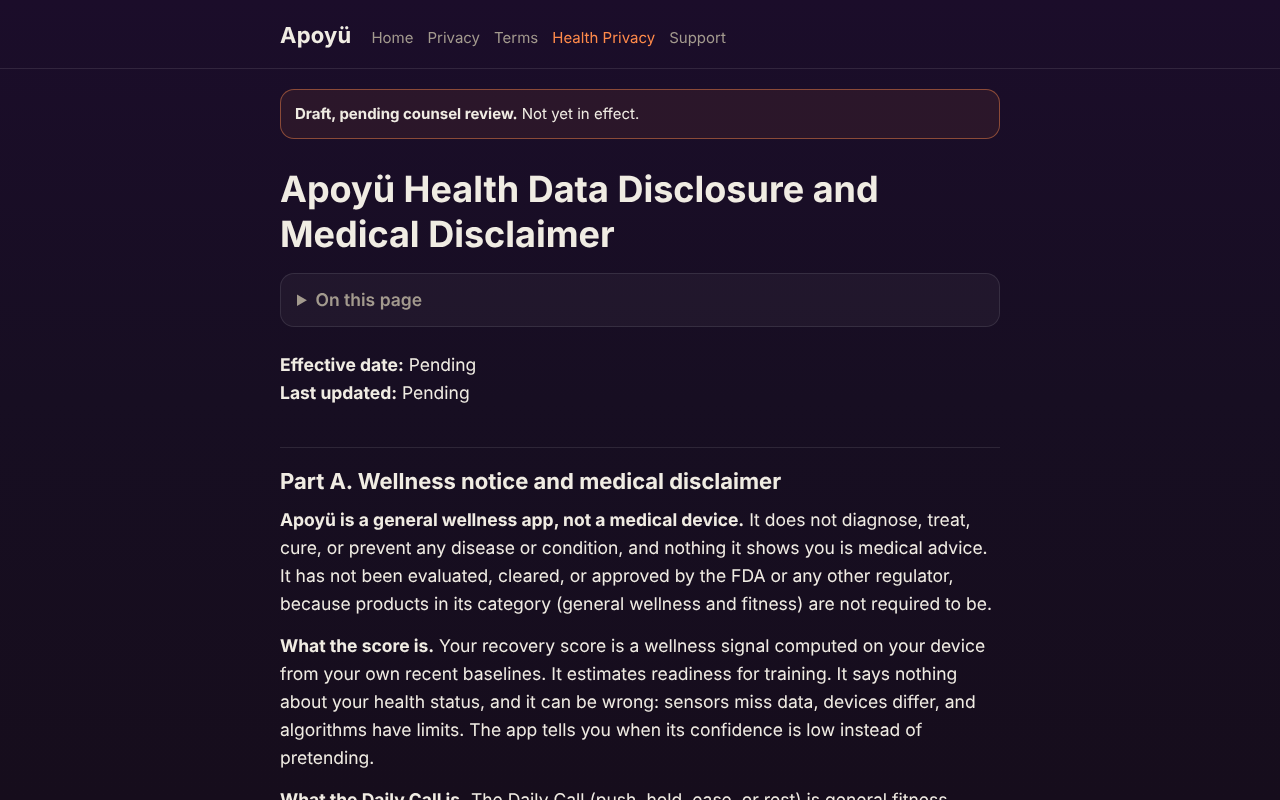 Apoyü Home Privacy Terms Health Privacy Support
Draft, pending counsel review. Not yet in effect.
Apoyü Health Data Disclosure and
Medical Disclaimer
On this page
Effective date: Pending
Last updated: Pending
Part A. Wellness notice and medical disclaimer
Apoyü is a general wellness app, not a medical device. It does not diagnose, treat,
cure, or prevent any disease or condition, and nothing it shows you is medical advice.
It has not been evaluated, cleared, or approved by the FDA or any other regulator,
because products in its category (general wellness and fitness) are not required to be.
What the score is. Your recovery score is a wellness signal computed on your device
from your own recent baselines. It estimates readiness for training. It says nothing
about your health status, and it can be wrong: sensors miss data, devices differ, and
algorithms have limits. The app tells you when its confidence is low instead of
pretending.
What the Daily Call is. The Daily Call (push, hold, ease, or rest) is general fitness